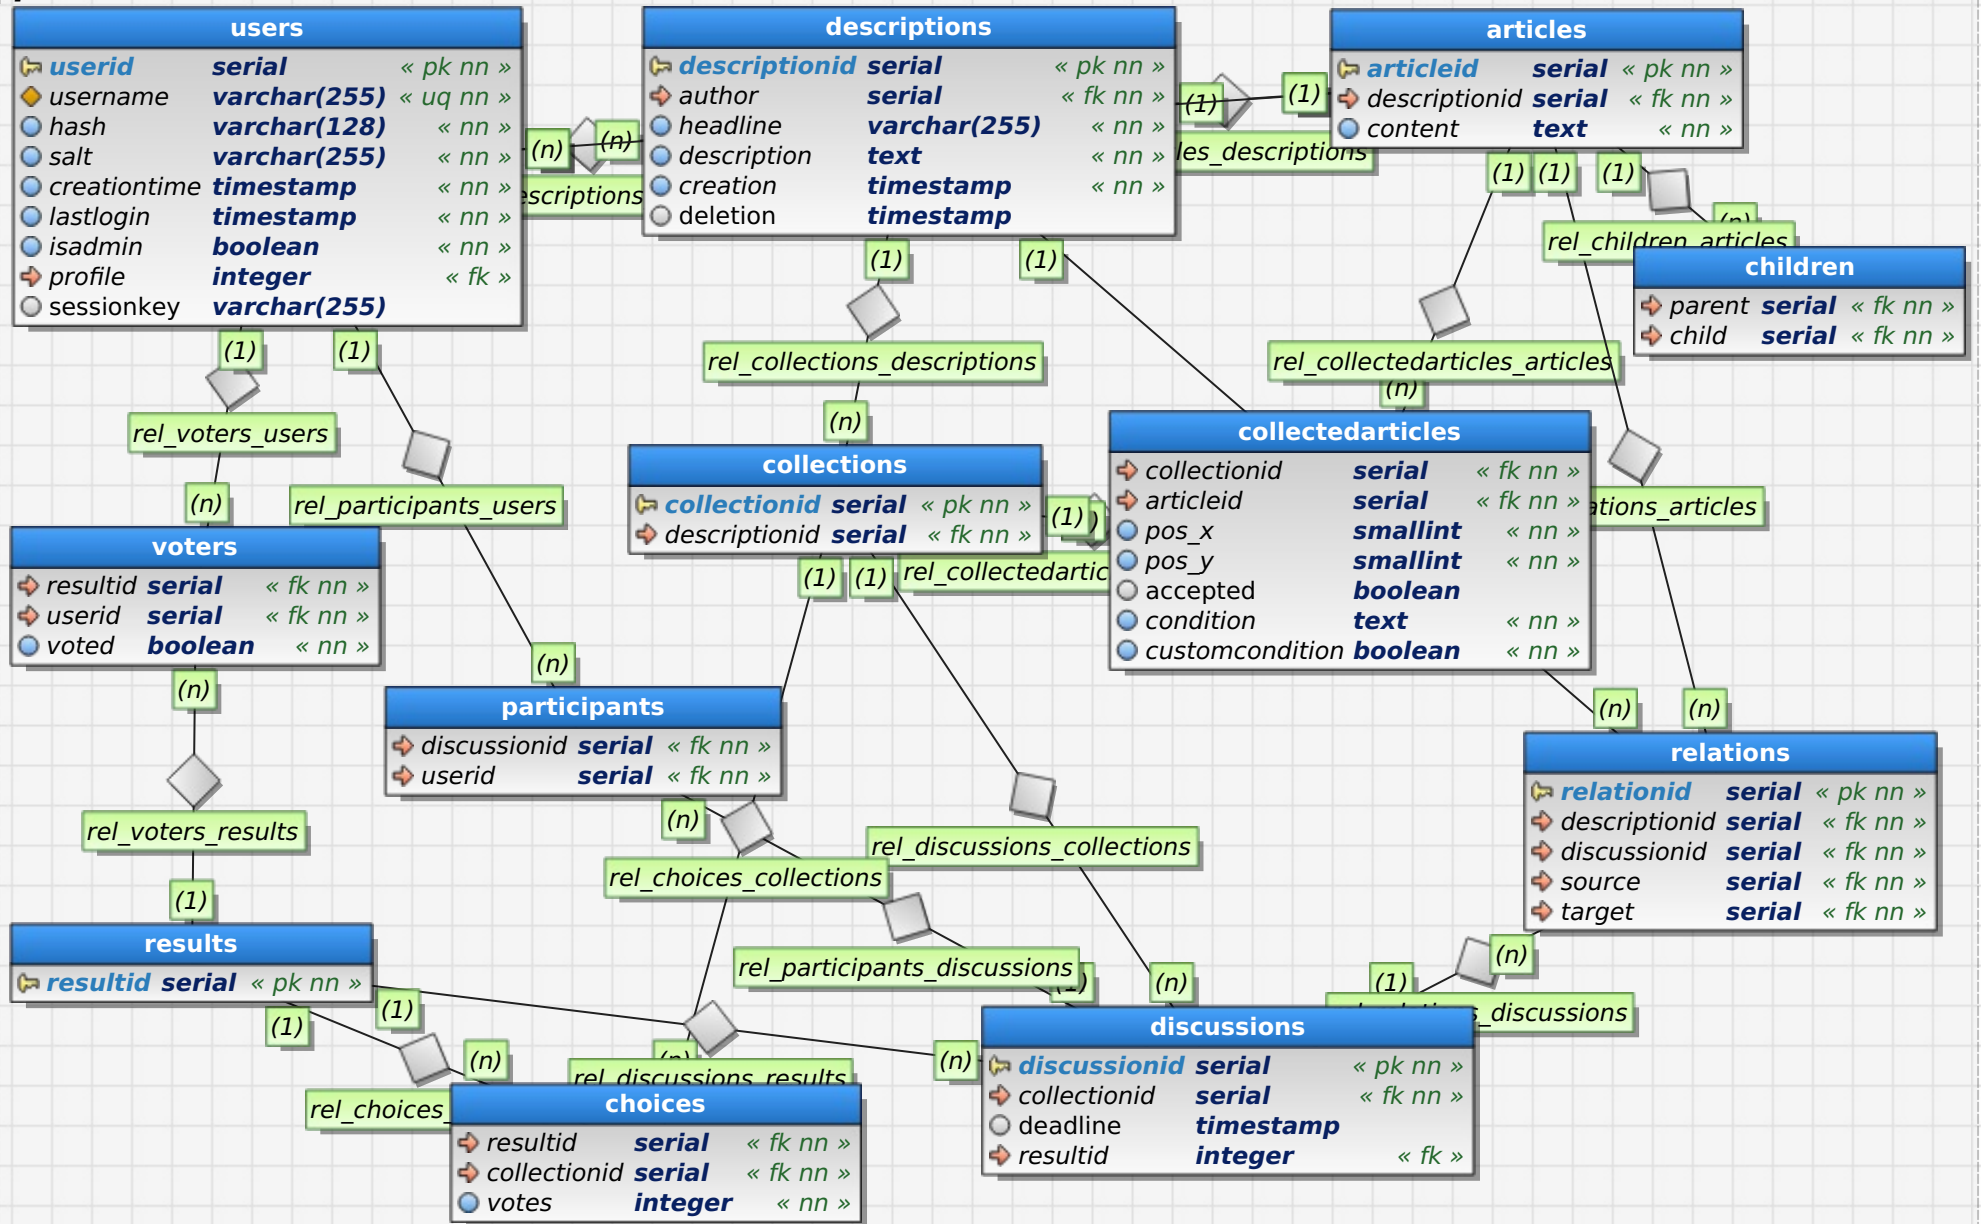 users
userid serial « pk nn »
username varchar(255) « uq nn »
hash varchar(128) « nn »
salt varchar(255) « nn »
creationtime timestamp « nn »
lastlogin timestamp « nn »
isadmin boolean « nn »
profile integer « fk »
sessionkey varchar(255)
descriptions
descriptionid serial « pk nn »
author serial « fk nn »
headline varchar(255) « nn »
description text « nn »
creation timestamp « nn »
deletion timestamp
articles
articleid serial « pk nn »
descriptionid serial « fk nn »
content text « nn »
(n)
(n)
escriptions
(1)
(1)
les_descriptions
(1)
(1)
(1)
(n)
rel_children_articles
children
parent serial « fk nn »
child serial « fk nn »
(1)
(1)
(1)
(1)
rel_collections_descriptions
rel_collectedarticles_articles
(n)
(n)
rel_voters_users
rel_participants_users
(n)
collections
collectionid serial « pk nn »
descriptionid serial « fk nn »
(1)
)
rel_collectedartic
collectedarticles
collectionid serial « fk nn »
articleid serial « fk nn »
pos_x smallint « nn »
pos_y smallint « nn »
accepted boolean
condition text « nn »
customcondition boolean « nn »
ations_articles
voters
resultid serial « fk nn »
userid serial « fk nn »
voted boolean « nn »
(1)
(1)
(n)
(n)
(n)
(n)
participants
discussionid serial « fk nn »
userid serial « fk nn »
relations
relationid serial « pk nn »
descriptionid serial « fk nn »
discussionid serial « fk nn »
source serial « fk nn »
target serial « fk nn »
(n)
rel_voters_results
rel_discussions_collections
rel_choices_collections
(1)
results
resultid serial « pk nn »
rel_participants_discussions
(1)
(n)
(1)
(n)
s_discussions
(1)
(1)
(n)
(n)
(n)
rel_discussions_results
rel_choices_
choices
resultid serial « fk nn »
collectionid serial « fk nn »
votes integer « nn »
discussions
discussionid serial « pk nn »
collectionid serial « fk nn »
deadline timestamp
resultid integer « fk »